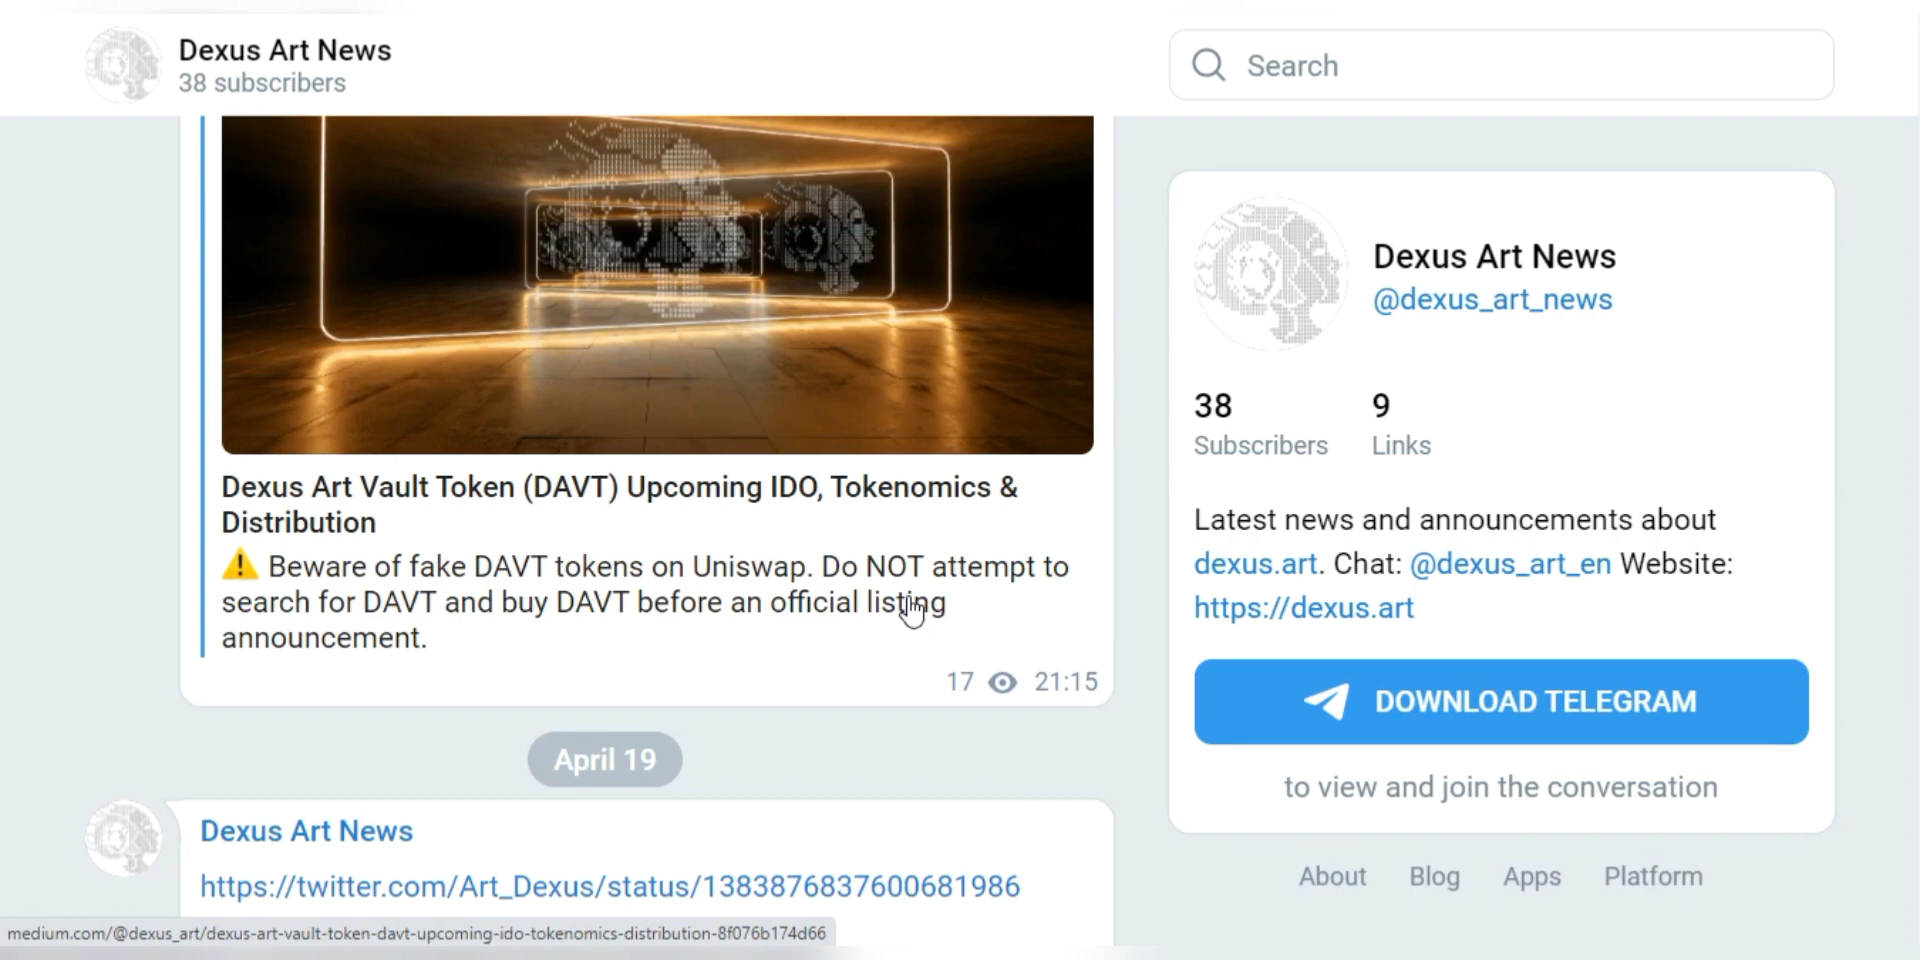 Dexus Art News
38 subscribers
Search
Dexus Art Vault Token (DAVT) Upcoming IDO, Tokenomics &
Distribution
⚠️ Beware of fake DAVT tokens on Uniswap. Do NOT attempt to
search for DAVT and buy DAVT before an official listing
announcement.
17 21:15
April 19
Dexus Art News
https://twitter.com/Art_Dexus/status/1383876837600681986
medium.com/@dexus_art/dexus-art-vault-token-davt-upcoming-ido-tokenomics-distribution-8f076b174d66
Dexus Art News
@dexus_art_news
38 9
Subscribers Links
Latest news and announcements about
dexus.art. Chat: @dexus_art_en Website:
https://dexus.art
DOWNLOAD TELEGRAM
to view and join the conversation
About Blog Apps Platform